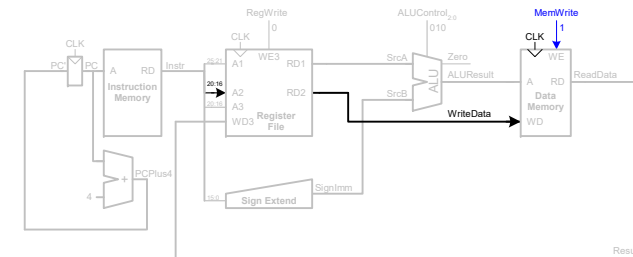 RegWrite
0
ALUControl2:0
010
MemWrite
1
CLK
CLK
CLK
PC'
PC
A
RD
Instruction
Memory
Instr
25:21
A1
WE3
RD1
20:16
A2
RD2
20:16
A3
Register
File
WD3
SrcA
SrcB
ALU
Zero
ALUResult
WriteData
WE
A
RD
Data
Memory
WD
ReadData
4
+
PCPlus4
15:0
Sign Extend
SignImm
Resu